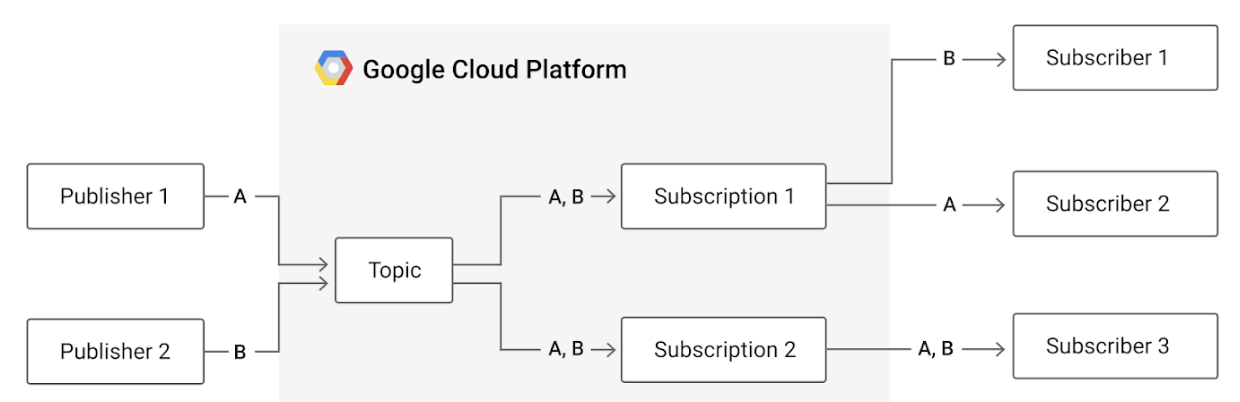 Google Cloud Platform
B
Subscriber 1
Publisher 1
A
A, B
Subscription 1
A
Subscriber 2
Topic
Publisher 2
B
A, B
Subscription 2
A, B
Subscriber 3